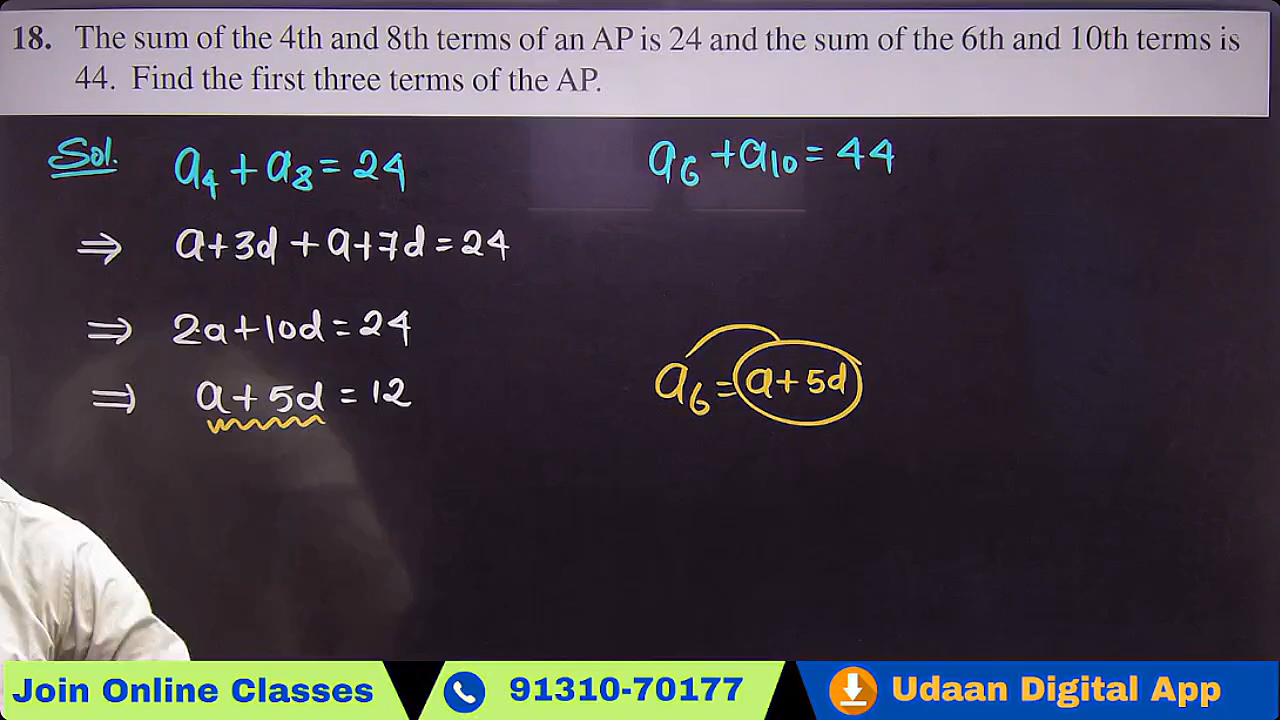 18. The sum of the 4th and 8th terms of an AP is 24 and the sum of the 6th and 10th terms is
44. Find the first three terms of the AP.
Sol. a₄ + a₈ = 24
a₆ + a₁₀ = 44
⇒ a+3d + a+7d = 24
⇒ 2a+10d = 24
⇒ a + 5d = 12
a₆ = a+5d
Join Online Classes
91310-70177
Udaan Digital App